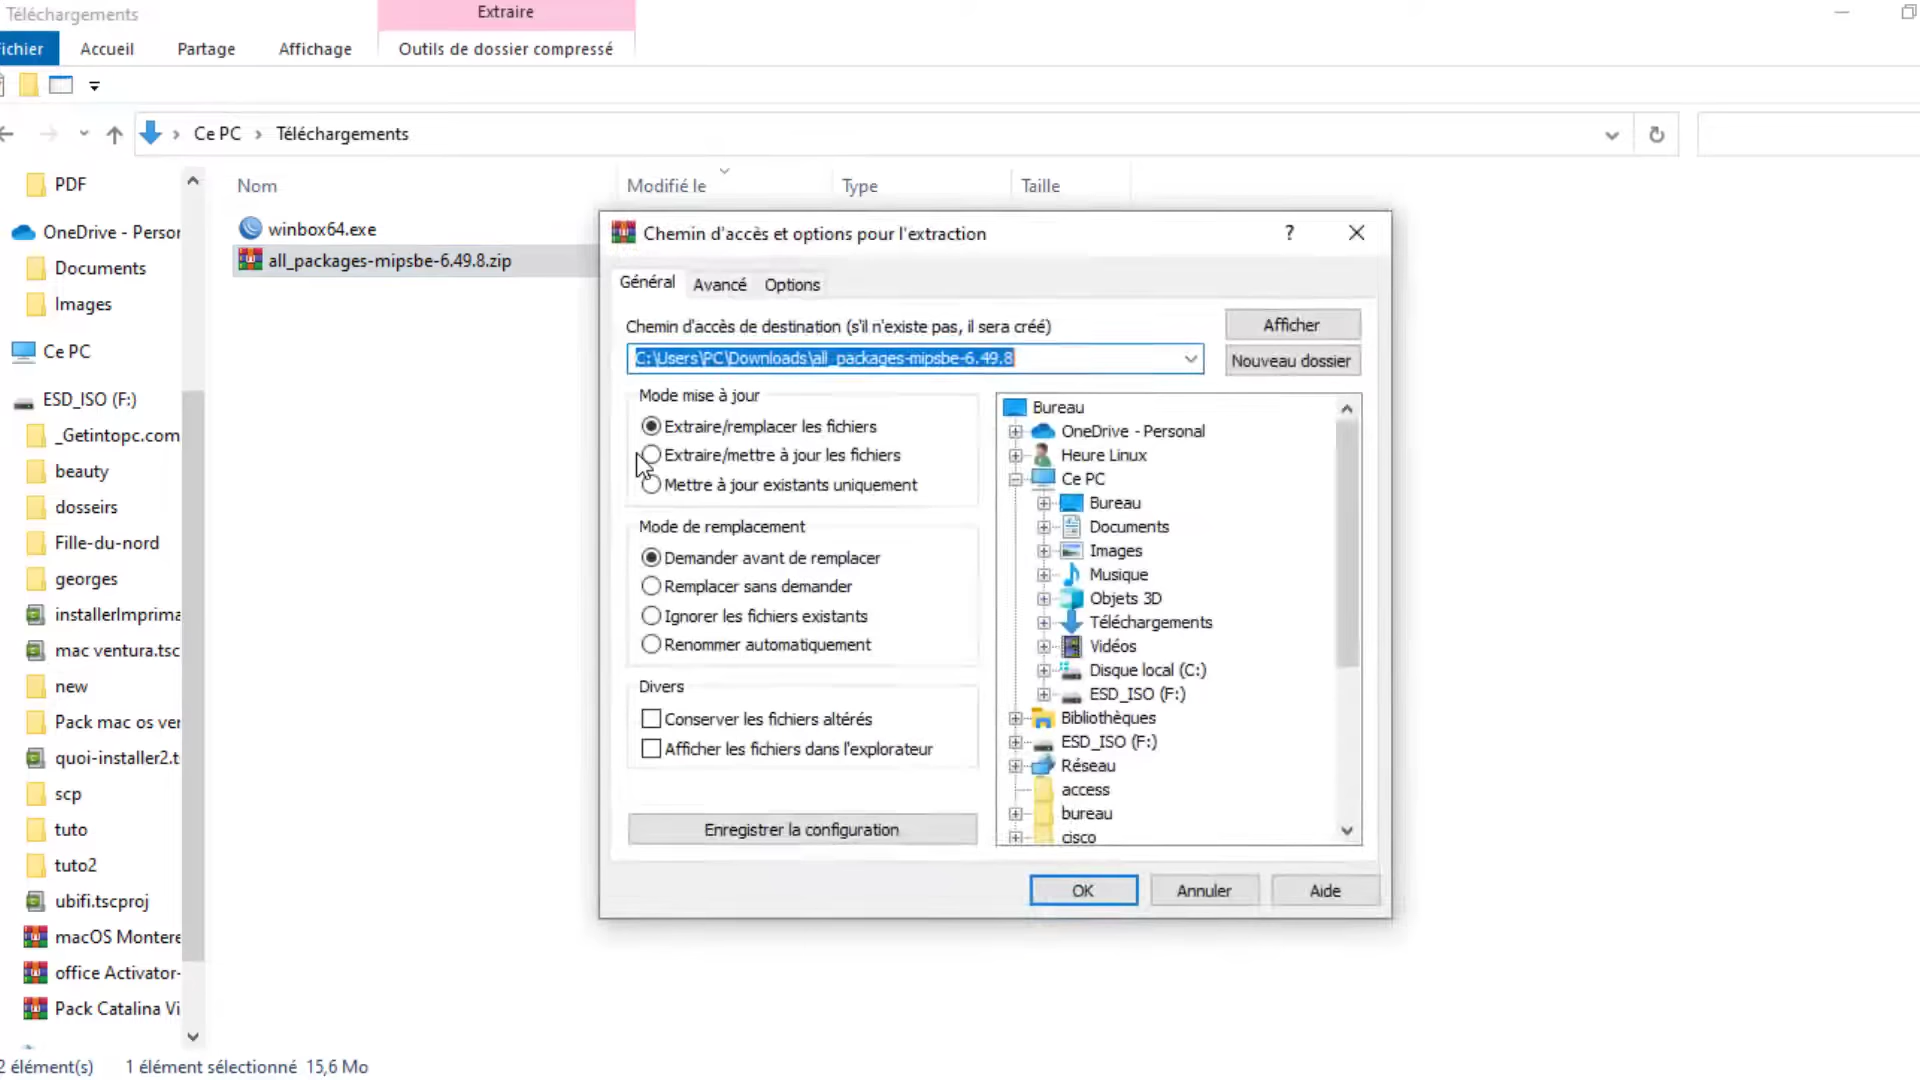 Téléchargements
Extraire
ichier
Accueil
Partage
Affichage
Outils de dossier compressé
Ce PC
Téléchargements
PDF
OneDrive - Persor
Documents
Images
Ce PC
ESD_ISO (F:)
_Getintopc.com
beauty
dosseirs
Fille-du-nord
georges
installerImprima
mac ventura.tsc
new
Pack mac os ver
quoi-installer2.t
scp
tuto
tuto2
ubifi.tscproj
macOS Montere
office Activator-
Pack Catalina Vi
Nom
Modifié le
Type
Taille
winbox64.exe
all_packages-mipsbe-6.49.8.zip
Chemin d'accès et options pour l'extraction
?
Général
Avancé
Options
Chemin d'accès de destination (s'il n'existe pas, il sera créé)
Afficher
C:\Users\PC\Downloads\all_packages-mipsbe-6.49.8
Nouveau dossier
Mode mise à jour
Extraire/remplacer les fichiers
Extraire/mettre à jour les fichiers
Mettre à jour existants uniquement
Mode de remplacement
Demander avant de remplacer
Remplacer sans demander
Ignorer les fichiers existants
Renommer automatiquement
Divers
Conserver les fichiers altérés
Afficher les fichiers dans l'explorateur
Enregistrer la configuration
Bureau
OneDrive - Personal
Heure Linux
Ce PC
Bureau
Documents
Images
Musique
Objets 3D
Téléchargements
Vidéos
Disque local (C:)
ESD_ISO (F:)
Bibliothèques
ESD_ISO (F:)
Réseau
access
bureau
cisco
OK
Annuler
Aide
2 élément(s)
1 élément sélectionné 15,6 Mo